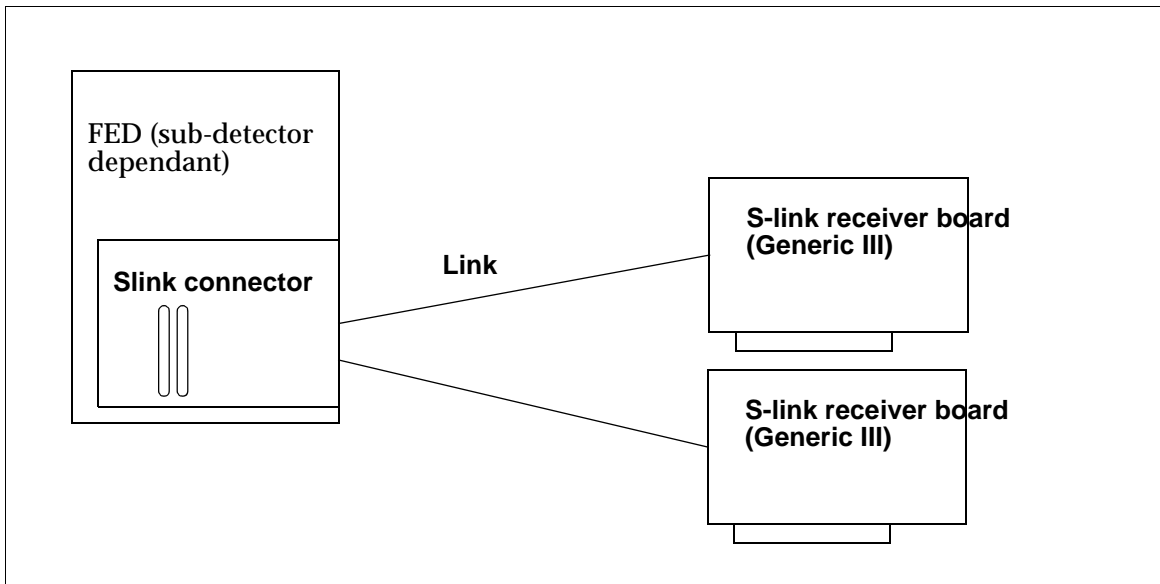 FED (sub-detector
dependant)
Slink connector
Link
S-link receiver board
(Generic III)
S-link receiver board
(Generic III)